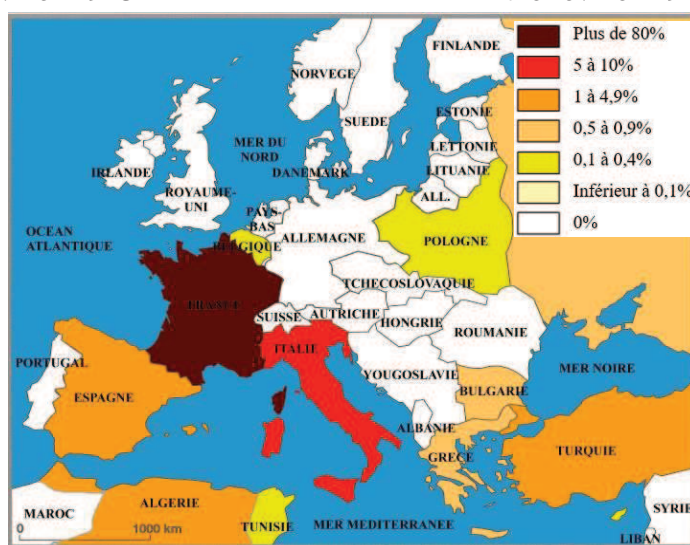 Plus de 80%
5 à 10%
1 à 4,9%
0,5 à 0,9%
0,1 à 0,4%
Inférieur à 0,1%
0%
FINLANDE
NORVEGE
SUEDE
ESTONIE
MER DU
NORD
LETTONIE
LITUANIE
DANEMARK
IRLANDE
ROYAUME-
UNI
ALL.
PAYS-
BAS
OCEAN
ATLANTIQUE
ALLEMAGNE
POLOGNE
BELGIQUE
TCHECOSLOVAQUIE
FRANCE
SUISSE
AUTRICHE
HONGRIE
ROUMANIE
ITALIE
PORTUGAL
YOUGOSLAVIE
MER NOIRE
ESPAGNE
BULGARIE
ALBANIE
GRECE
TURQUIE
MAROC
ALGERIE
TUNISIE
MER MEDITERRANEE
SYRIE
LIBAN
0 1000 km